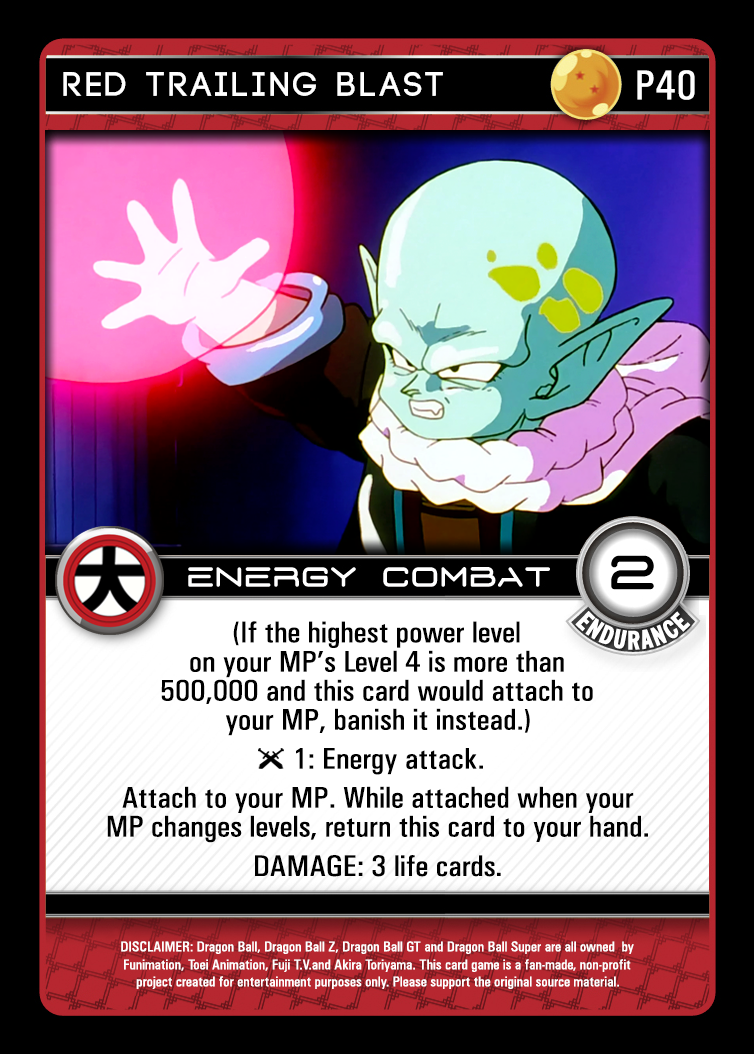 RED TRAILING BLAST P40
大 ENERGY COMBAT 2
ENDURANCE
(If the highest power level
on your MP's Level 4 is more than
500,000 and this card would attach to
your MP, banish it instead.)
1: Energy attack.
Attach to your MP. While attached when your
MP changes levels, return this card to your hand.
DAMAGE: 3 life cards.
DISCLAIMER: Dragon Ball, Dragon Ball Z, Dragon Ball GT and Dragon Ball Super are all owned by
Funimation, Toei Animation, Fuji T.V.and Akira Toriyama. This card game is a fan-made, non-profit
project created for entertainment purposes only. Please support the original source material.